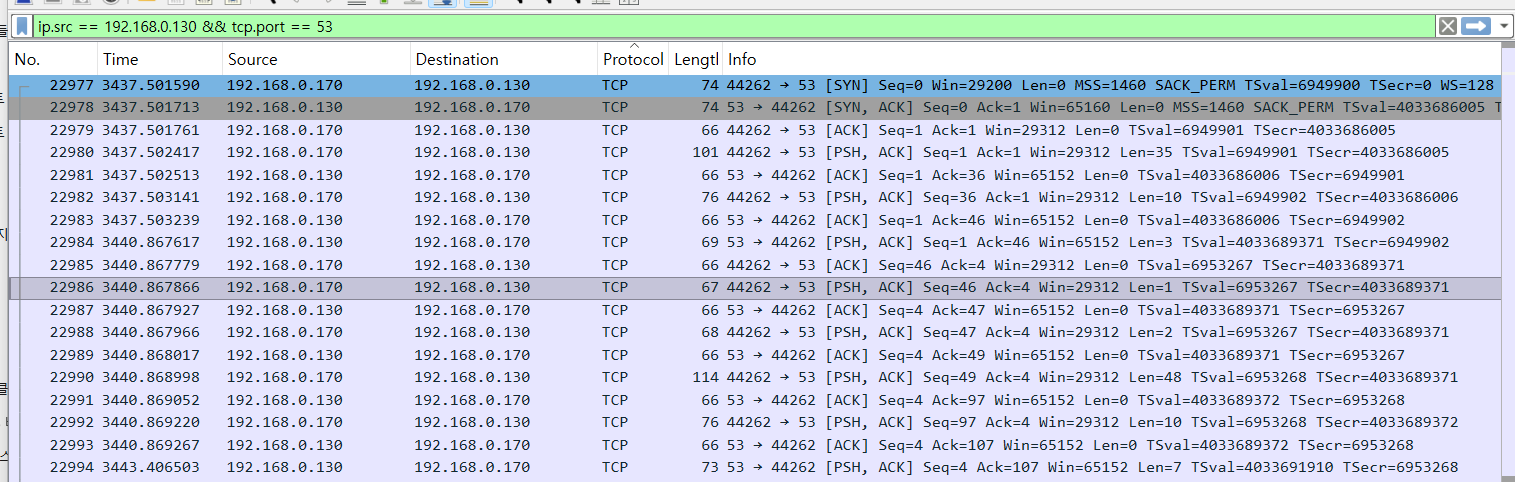 ip.src == 192.168.0.130 && tcp.port == 53
No. Time Source Destination Protocol Lengtl Info
22977 3437.501590 192.168.0.170 192.168.0.130 TCP 74 44262 → 53 [SYN] Seq=0 Win=29200 Len=0 MSS=1460 SACK_PERM TSval=6949900 TSecr=0 WS=128
22978 3437.501713 192.168.0.130 192.168.0.170 TCP 74 53 → 44262 [SYN, ACK] Seq=0 Ack=1 Win=65160 Len=0 MSS=1460 SACK_PERM TSval=4033686005 T
22979 3437.501761 192.168.0.170 192.168.0.130 TCP 66 44262 → 53 [ACK] Seq=1 Ack=1 Win=29312 Len=0 TSval=6949901 TSecr=4033686005
22980 3437.502417 192.168.0.170 192.168.0.130 TCP 101 44262 → 53 [PSH, ACK] Seq=1 Ack=1 Win=29312 Len=35 TSval=6949901 TSecr=4033686005
22981 3437.502513 192.168.0.130 192.168.0.170 TCP 66 53 → 44262 [ACK] Seq=1 Ack=36 Win=65152 Len=0 TSval=4033686006 TSecr=6949901
22982 3437.503141 192.168.0.170 192.168.0.130 TCP 76 44262 → 53 [PSH, ACK] Seq=36 Ack=1 Win=29312 Len=10 TSval=6949902 TSecr=4033686006
22983 3437.503239 192.168.0.130 192.168.0.170 TCP 66 53 → 44262 [ACK] Seq=1 Ack=46 Win=65152 Len=0 TSval=4033686006 TSecr=6949902
22984 3440.867617 192.168.0.130 192.168.0.170 TCP 69 53 → 44262 [PSH, ACK] Seq=1 Ack=46 Win=65152 Len=3 TSval=4033689371 TSecr=6949902
22985 3440.867779 192.168.0.170 192.168.0.130 TCP 66 44262 → 53 [ACK] Seq=46 Ack=4 Win=29312 Len=0 TSval=6953267 TSecr=4033689371
22986 3440.867866 192.168.0.170 192.168.0.130 TCP 67 44262 → 53 [PSH, ACK] Seq=46 Ack=4 Win=29312 Len=1 TSval=6953267 TSecr=4033689371
22987 3440.867927 192.168.0.130 192.168.0.170 TCP 66 53 → 44262 [ACK] Seq=4 Ack=47 Win=65152 Len=0 TSval=4033689371 TSecr=6953267
22988 3440.867966 192.168.0.170 192.168.0.130 TCP 68 44262 → 53 [PSH, ACK] Seq=47 Ack=4 Win=29312 Len=2 TSval=6953267 TSecr=4033689371
22989 3440.868017 192.168.0.130 192.168.0.170 TCP 66 53 → 44262 [ACK] Seq=4 Ack=49 Win=65152 Len=0 TSval=4033689371 TSecr=6953267
22990 3440.868998 192.168.0.170 192.168.0.130 TCP 114 44262 → 53 [PSH, ACK] Seq=49 Ack=4 Win=29312 Len=48 TSval=6953268 TSecr=4033689371
22991 3440.869052 192.168.0.130 192.168.0.170 TCP 66 53 → 44262 [ACK] Seq=4 Ack=97 Win=65152 Len=0 TSval=4033689372 TSecr=6953268
22992 3440.869220 192.168.0.170 192.168.0.130 TCP 76 44262 → 53 [PSH, ACK] Seq=97 Ack=4 Win=29312 Len=10 TSval=6953268 TSecr=4033689372
22993 3440.869267 192.168.0.130 192.168.0.170 TCP 66 53 → 44262 [ACK] Seq=4 Ack=107 Win=65152 Len=0 TSval=4033689372 TSecr=6953268
22994 3443.406503 192.168.0.130 192.168.0.170 TCP 73 53 → 44262 [PSH, ACK] Seq=4 Ack=107 Win=65152 Len=7 TSval=4033691910 TSecr=6953268